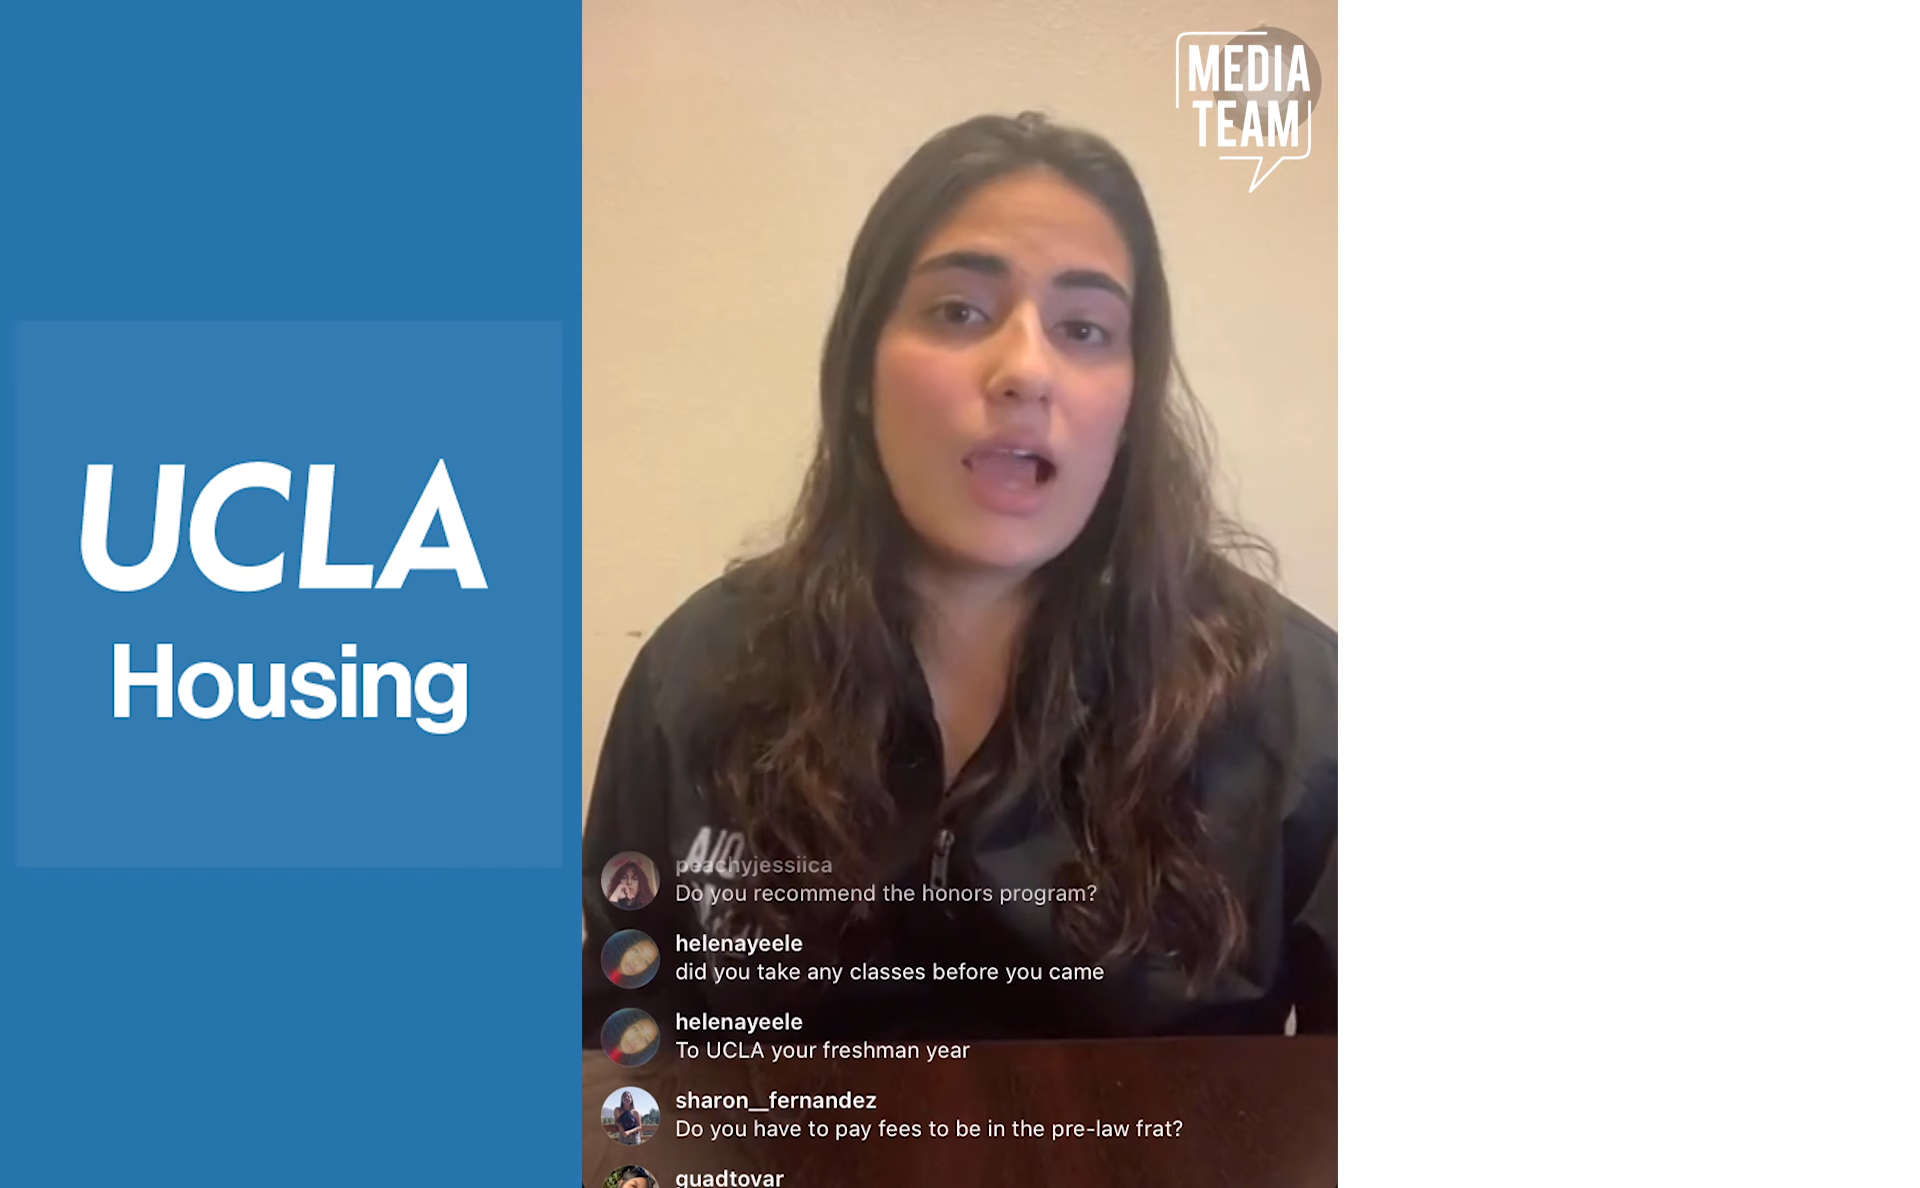 UCLA
Housing
MEDIA
TEAM
peachyjessiica
Do you recommend the honors program?
helenayeele
did you take any classes before you came
helenayeele
To UCLA your freshman year
sharon__fernandez
Do you have to pay fees to be in the pre-law frat?
guadtovar